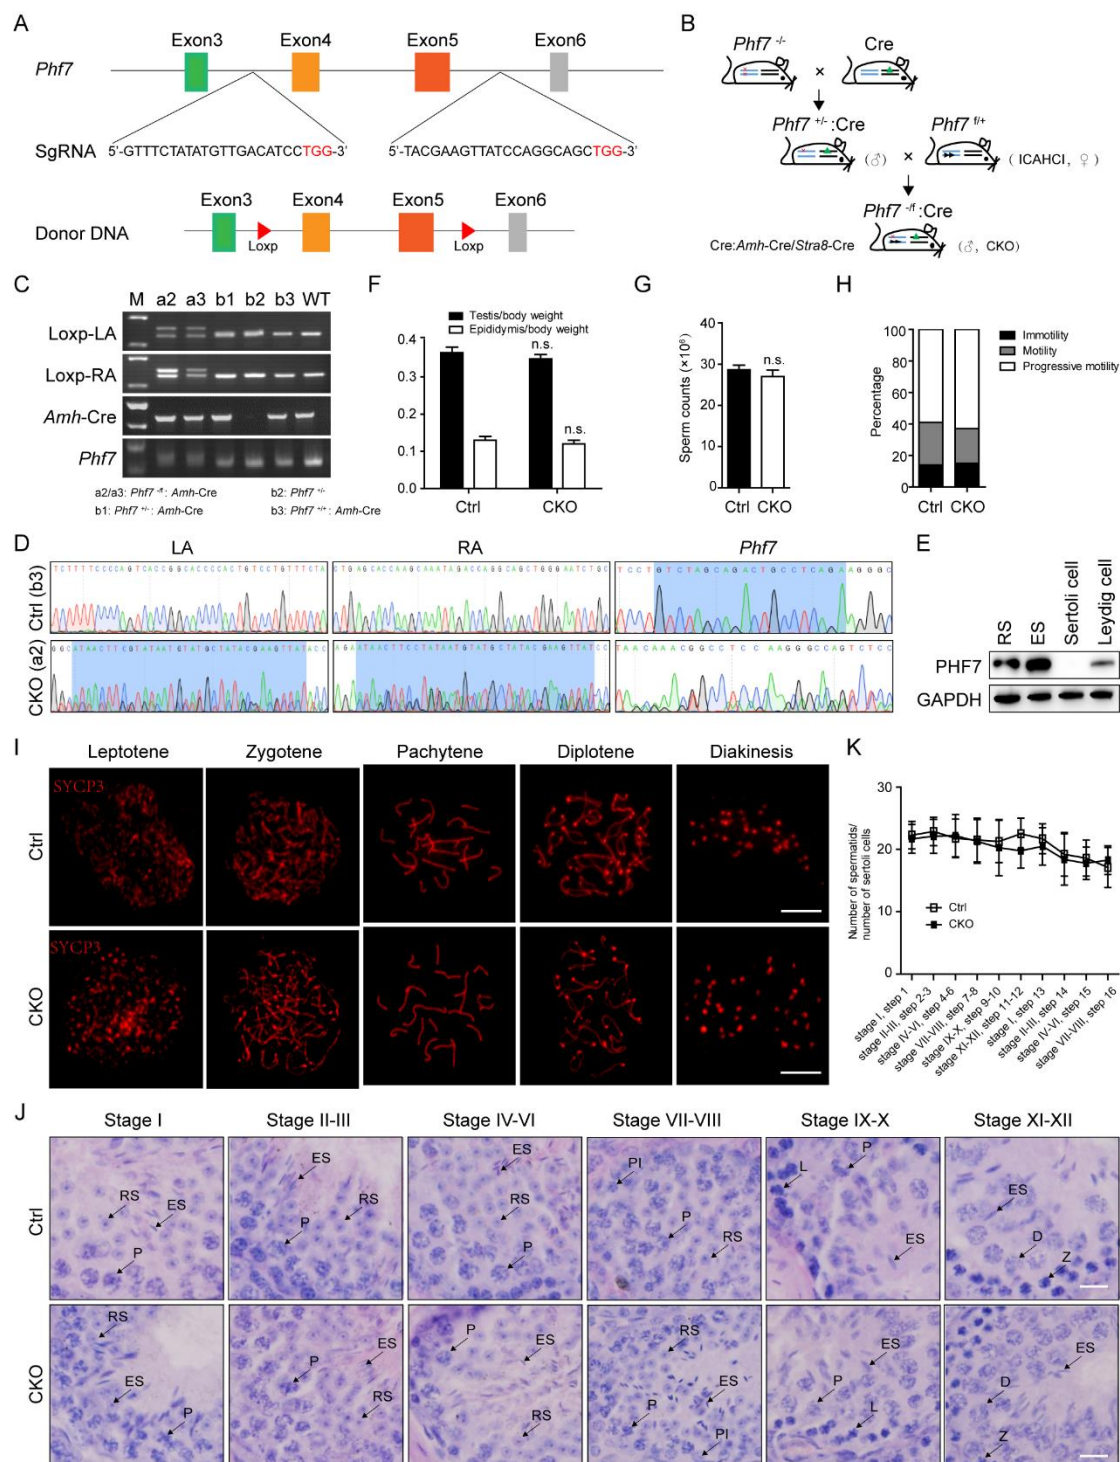 A
Exon3 Exon4 Exon5 Exon6
Phf7
SgRNA 5'-GTTTCTATATGTTGACATCCTGG-3' 5'-TACGAAGTTATCCAGGCAGCTGG-3'
Exon3 Exon4 Exon5 Exon6
Donor DNA
Loxp Loxp
B
Phf7 -/- Cre
×
Phf7 +/- :Cre Phf7 f/+
(♂) × (ICAHCI, ♀)
Phf7 -/f :Cre
Cre:Amh-Cre/Stra8-Cre (♂, CKO)
C
M a2 a3 b1 b2 b3 WT
Loxp-LA
Loxp-RA
Amh-Cre
Phf7
a2/a3: Phf7 -/f: Amh-Cre b2: Phf7 +/-
b1: Phf7 +/-: Amh-Cre b3: Phf7 +/+: Amh-Cre
F
Testis/body weight
Epididymis/body weight
0.4
0.3
0.2
0.1
0.0
n.s.
n.s.
Ctrl CKO
G
Sperm counts (×10⁶)
40
30
20
10
0
n.s.
Ctrl CKO
H
Percentage
100
80
60
40
20
0
Immotility
Motility
Progressive motility
Ctrl CKO
D
LA RA Phf7
Ctrl (b3)
TCTTTTCCCCAGTCACCGGCACCCCACTGTCCTGTTTCTA CTGAGCACCAAGCAAATAGACCAGGCAGCTGGGAATCTGC TCCTGTCTAGCAGACTGCCTCAGAAGGGC
CKO (a2)
GGCATAACTTCGTATAATGTATGCTATACGAAGTTATACC AGAATAACTTCCTATAATGTATGCTATACGAAGTTATCC TAACAAACGGCCTCCAAGGGCCAGTCTCC
E
RS ES Sertoli cell Leydig cell
PHF7
GAPDH
I
Leptotene Zygotene Pachytene Diplotene Diakinesis
Ctrl
SYCP3
CKO
SYCP3
K
Number of spermatids/
number of sertoli cells
30
20
10
0
Ctrl
CKO
stage I, step 1
stage II-III, step 2-3
stage IV-VI, step 4-6
stage VII-VIII, step 7-8
stage IX-X, step 9-10
stage XI-XII, step 11-12
stage I, step 13
stage II-III, step 14
stage IV-VI, step 15
stage VII-VIII, step 16
J
Stage I Stage II-III Stage IV-VI Stage VII-VIII Stage IX-X Stage XI-XII
Ctrl
RS ES P
ES RS P
ES RS P
Pl P RS
P L ES
ES D Z
CKO
RS ES P
ES P RS
P ES RS
RS ES P Pl
ES P L
ES D Z